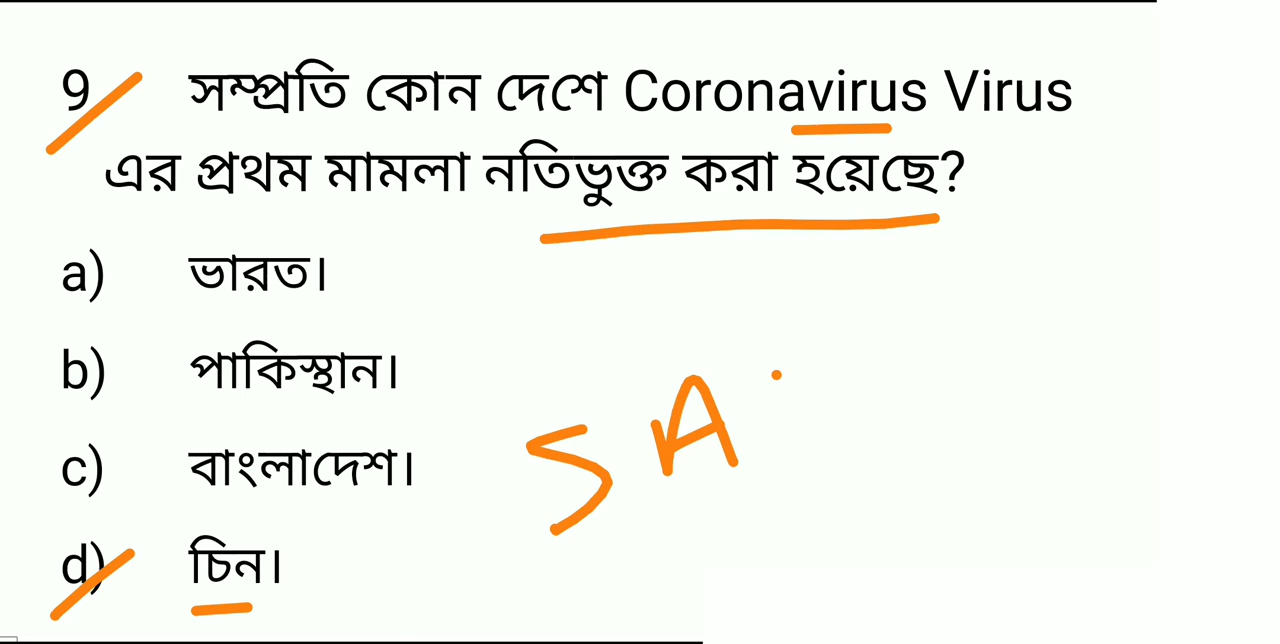 9 সম্প্রতি কোন দেশে Coronavirus Virus
এর প্রথম মামলা নতিভুক্ত করা হয়েছে?
a) ভারত।
b) পাকিস্থান।
c) বাংলাদেশ।
d) চিন।
SA